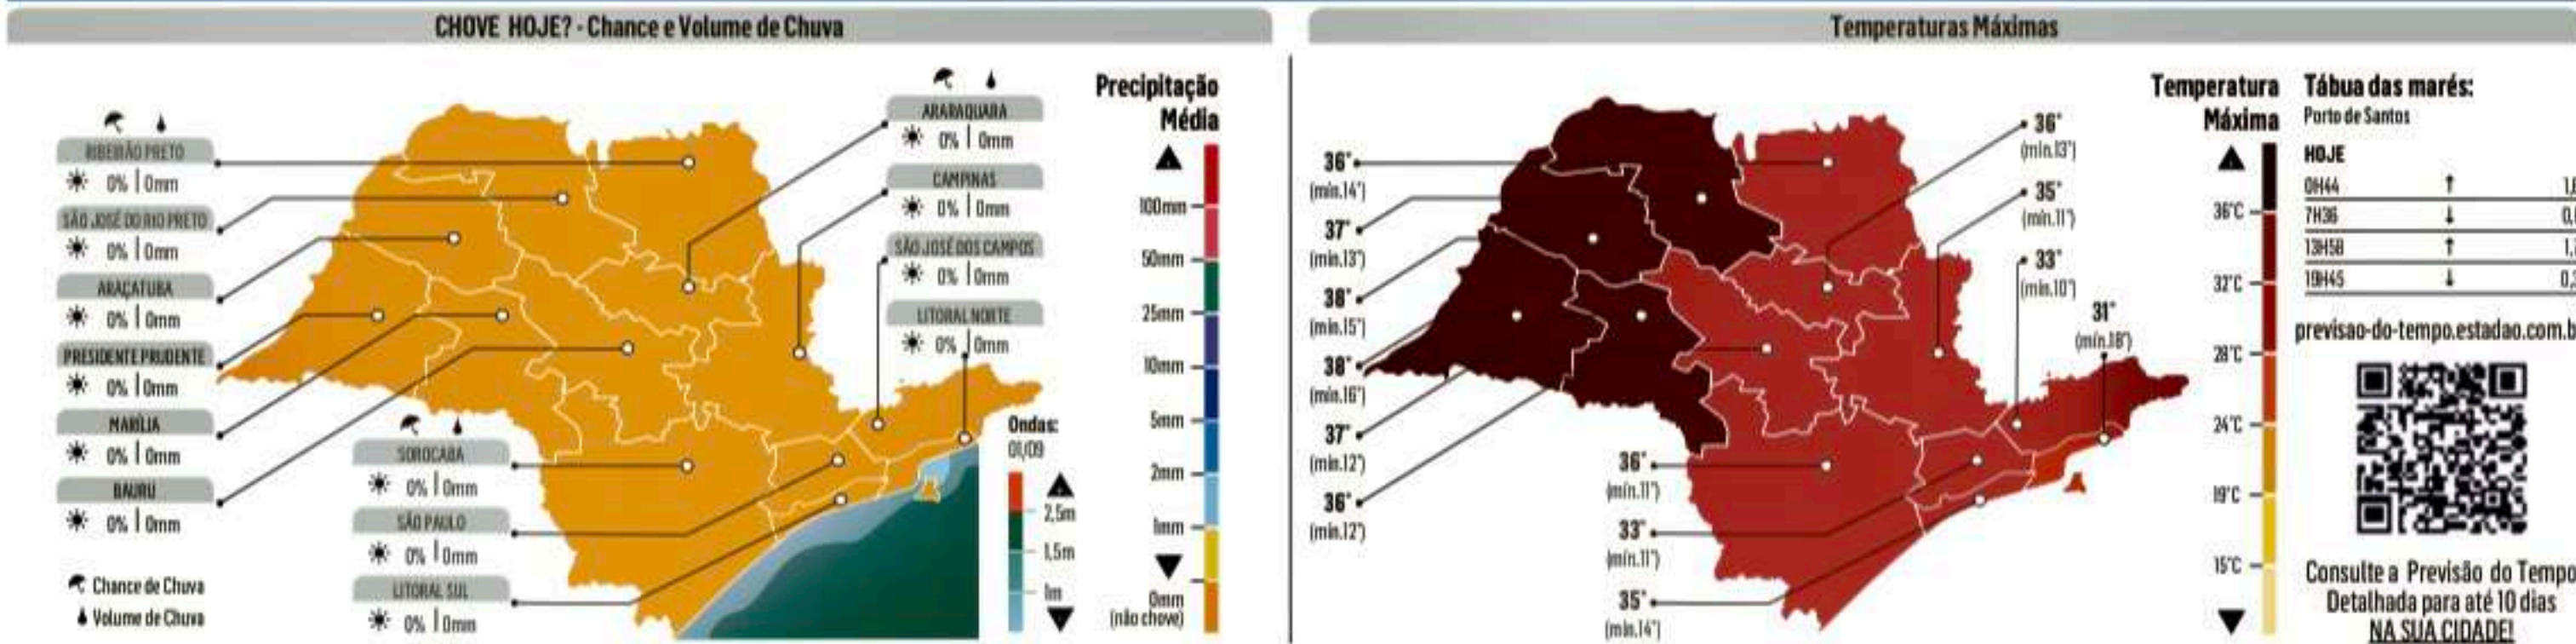 CHOVE HOJE? - Chance e Volume de Chuva
RIBEIRÃO PRETO
0% | 0mm
SÃO JOSÉ DO RIO PRETO
0% | 0mm
ARAÇATUBA
0% | 0mm
PRESIDENTE PRUDENTE
0% | 0mm
MARÍLIA
0% | 0mm
BAURU
0% | 0mm
Chance de Chuva
Volume de Chuva
SOROCABA
0% | 0mm
SÃO PAULO
0% | 0mm
LITORAL SUL
0% | 0mm
ARARAQUARA
0% | 0mm
CAMPINAS
0% | 0mm
SÃO JOSÉ DOS CAMPOS
0% | 0mm
LITORAL NORTE
0% | 0mm
Ondas:
01/09
2,5m
1,5m
1m
Precipitação
Média
100mm
50mm
25mm
10mm
5mm
2mm
1mm
0mm
(não chove)
Temperaturas Máximas
36°
(mín.14°)
37°
(mín.13°)
38°
(mín.15°)
38°
(mín.16°)
37°
(mín.12°)
36°
(mín.12°)
36°
(mín.11°)
33°
(mín.11°)
35°
(mín.14°)
36°
(mín.13°)
35°
(mín.11°)
33°
(mín.10°)
31°
(mín.18°)
Temperatura
Máxima
36°C
32°C
28°C
24°C
19°C
15°C
Tábua das marés:
Porto de Santos
HOJE
0H44 ↑
7H36 ↓
13H58 ↑
19H45 ↓
previsao-do-tempo.estadao.com.b
Consulte a Previsão do Tempo
Detalhada para até 10 dias
NA SUA CIDADE!